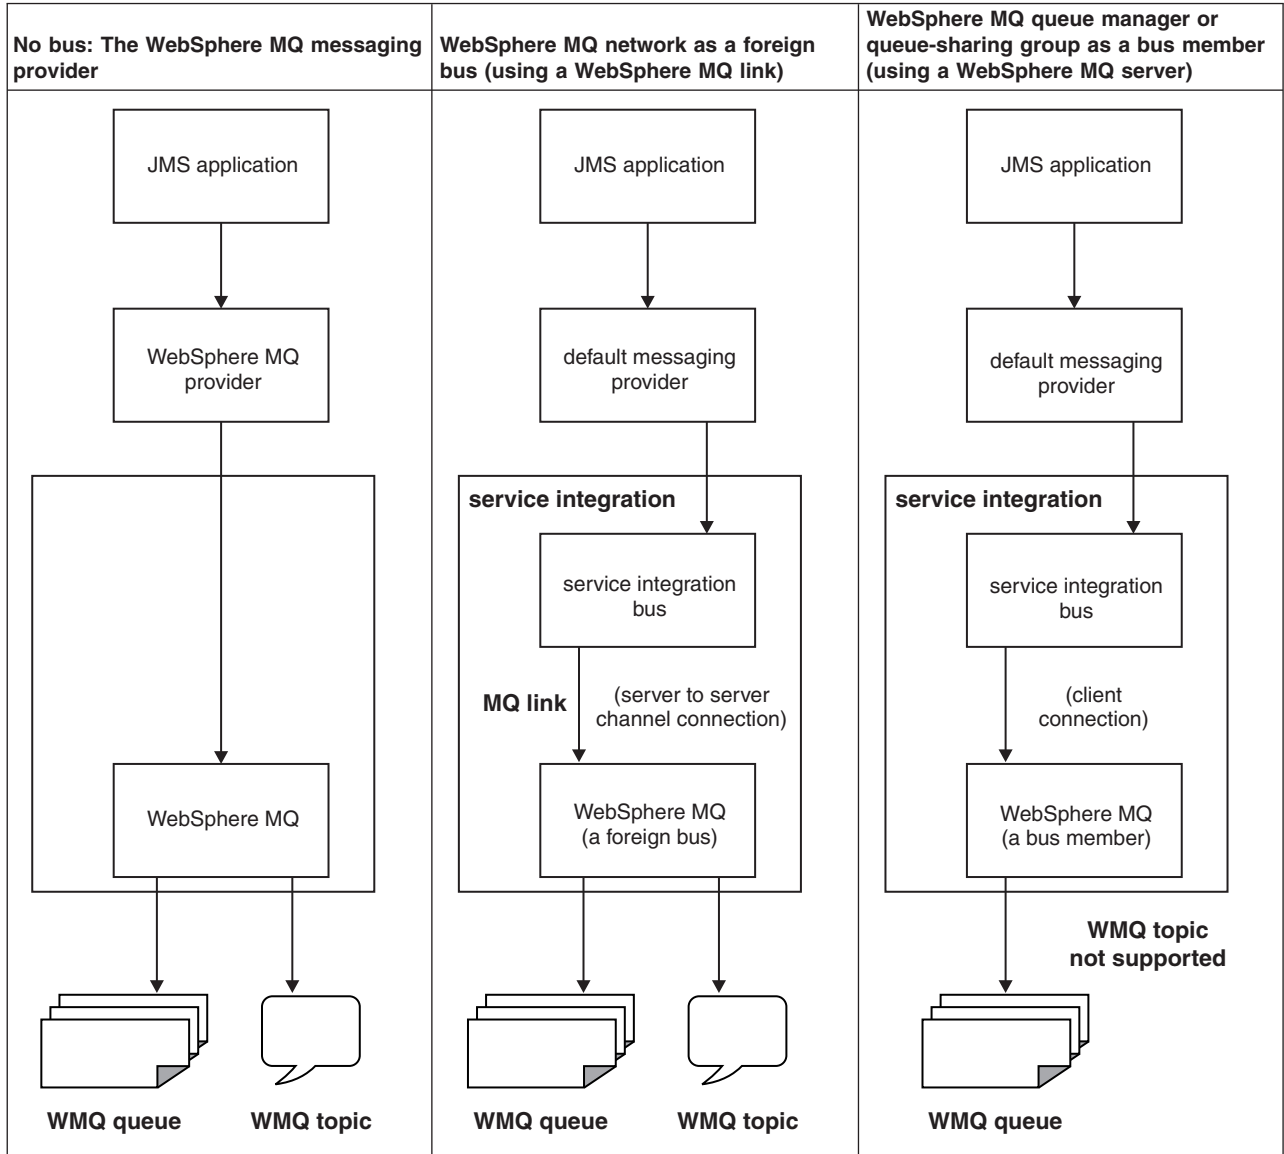 No bus: The WebSphere MQ messaging
provider
JMS application
WebSphere MQ
provider
WebSphere MQ
WMQ queue
WMQ topic
WebSphere MQ network as a foreign
bus (using a WebSphere MQ link)
JMS application
default messaging
provider
service integration
service integration
bus
MQ link
(server to server
channel connection)
WebSphere MQ
(a foreign bus)
WMQ queue
WMQ topic
WebSphere MQ queue manager or
queue-sharing group as a bus member
(using a WebSphere MQ server)
JMS application
default messaging
provider
service integration
service integration
bus
(client
connection)
WebSphere MQ
(a bus member)
WMQ topic
not supported
WMQ queue